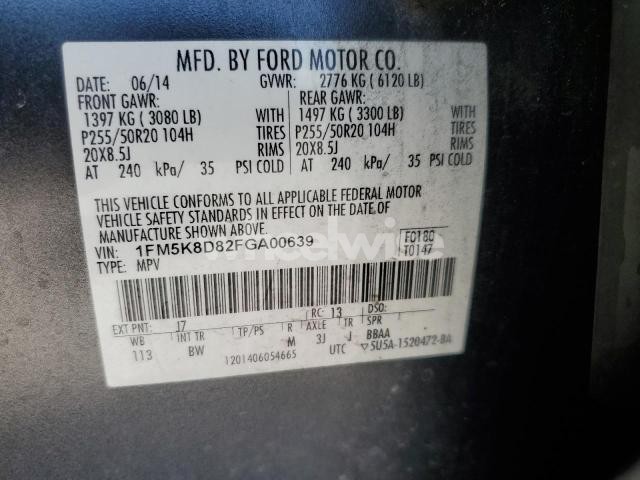 MFD. BY FORD MOTOR CO.
DATE: 06/14 GVWR: 2776 KG ( 6120 LB)
FRONT GAWR: REAR GAWR:
1397 KG ( 3080 LB) WITH 1497 KG ( 3300 LB) WITH
P255/50R20 104H TIRES P255/50R20 104H TIRES
20X8.5J RIMS 20X8.5J RIMS
AT 240 kPa/ 35 PSI COLD AT 240 kPa/ 35 PSI COLD
THIS VEHICLE CONFORMS TO ALL APPLICABLE FEDERAL MOTOR
VEHICLE SAFETY STANDARDS IN EFFECT ON THE DATE OF
MANUFACTURE SHOWN ABOVE.
VIN: 1FM5K8D82FGA00639 F0180
TYPE: MPV T0147
wheelwise
EXT PNT: J7 RC: 13 DSO:
WB INT TR TP/PS R AXLE TR SPR
113 BW M 3J J BBAA
1201406054665 UTC ▽5U5A-1520472-BA